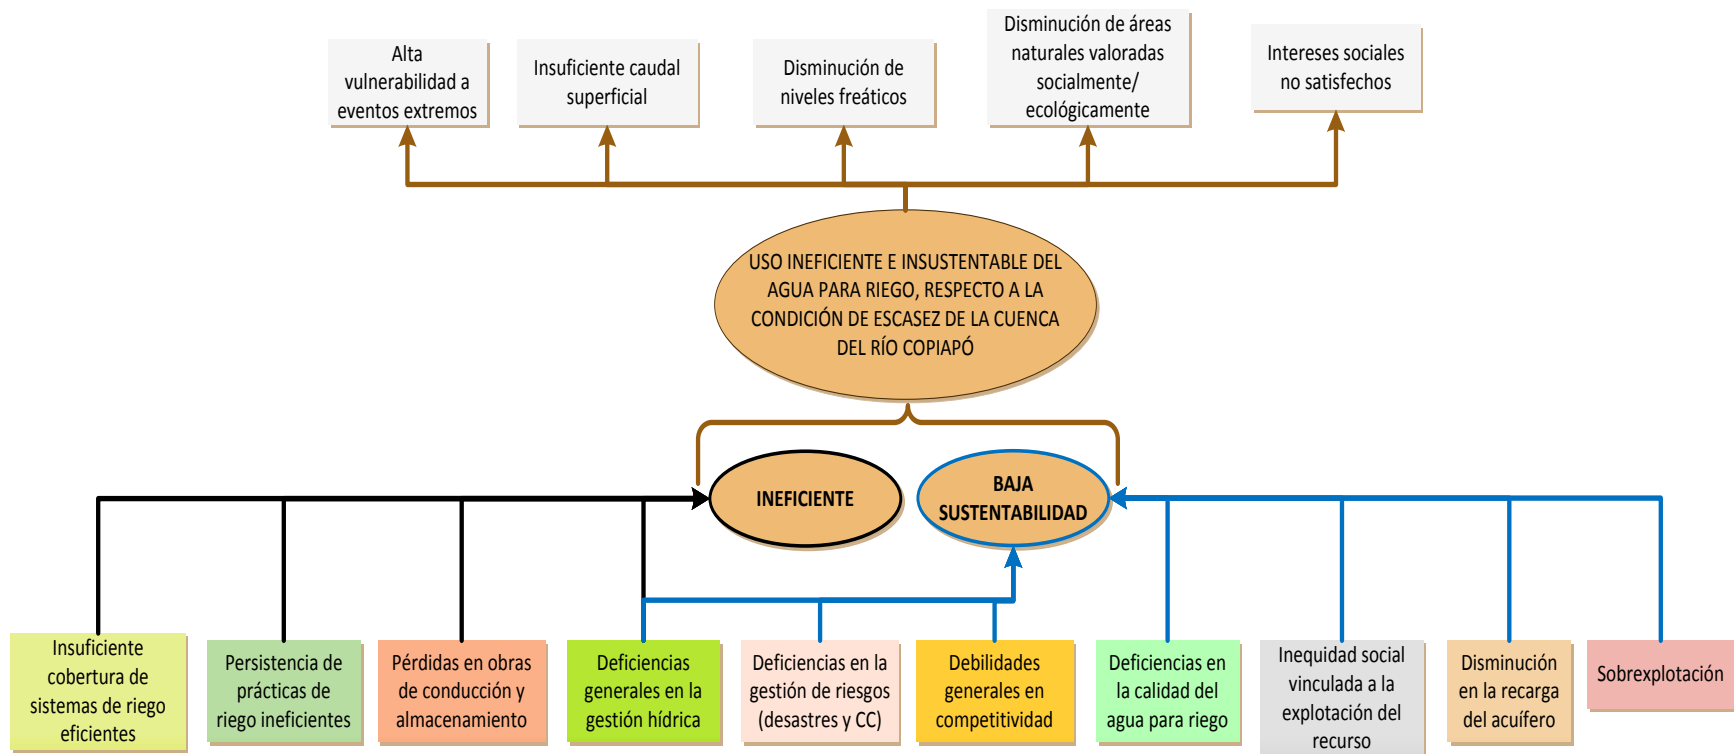 Alta
vulnerabilidad a
eventos extremos
Insuficiente caudal
superficial
Disminución de
niveles freáticos
Disminución de áreas
naturales valoradas
socialmente/
ecológicamente
Intereses sociales
no satisfechos
USO INEFICIENTE E INSUSTENTABLE DEL
AGUA PARA RIEGO, RESPECTO A LA
CONDICIÓN DE ESCASEZ DE LA CUENCA
DEL RÍO COPIAPÓ
INEFICIENTE
BAJA
SUSTENTABILIDAD
Insuficiente
cobertura de
sistemas de riego
eficientes
Persistencia de
prácticas de
riego ineficientes
Pérdidas en obras
de conducción y
almacenamiento
Deficiencias
generales en la
gestión hídrica
Deficiencias en la
gestión de riesgos
(desastres y CC)
Debilidades
generales en
competitividad
Deficiencias en
la calidad del
agua para riego
Inequidad social
vinculada a la
explotación del
recurso
Disminución
en la recarga
del acuífero
Sobrexplotación